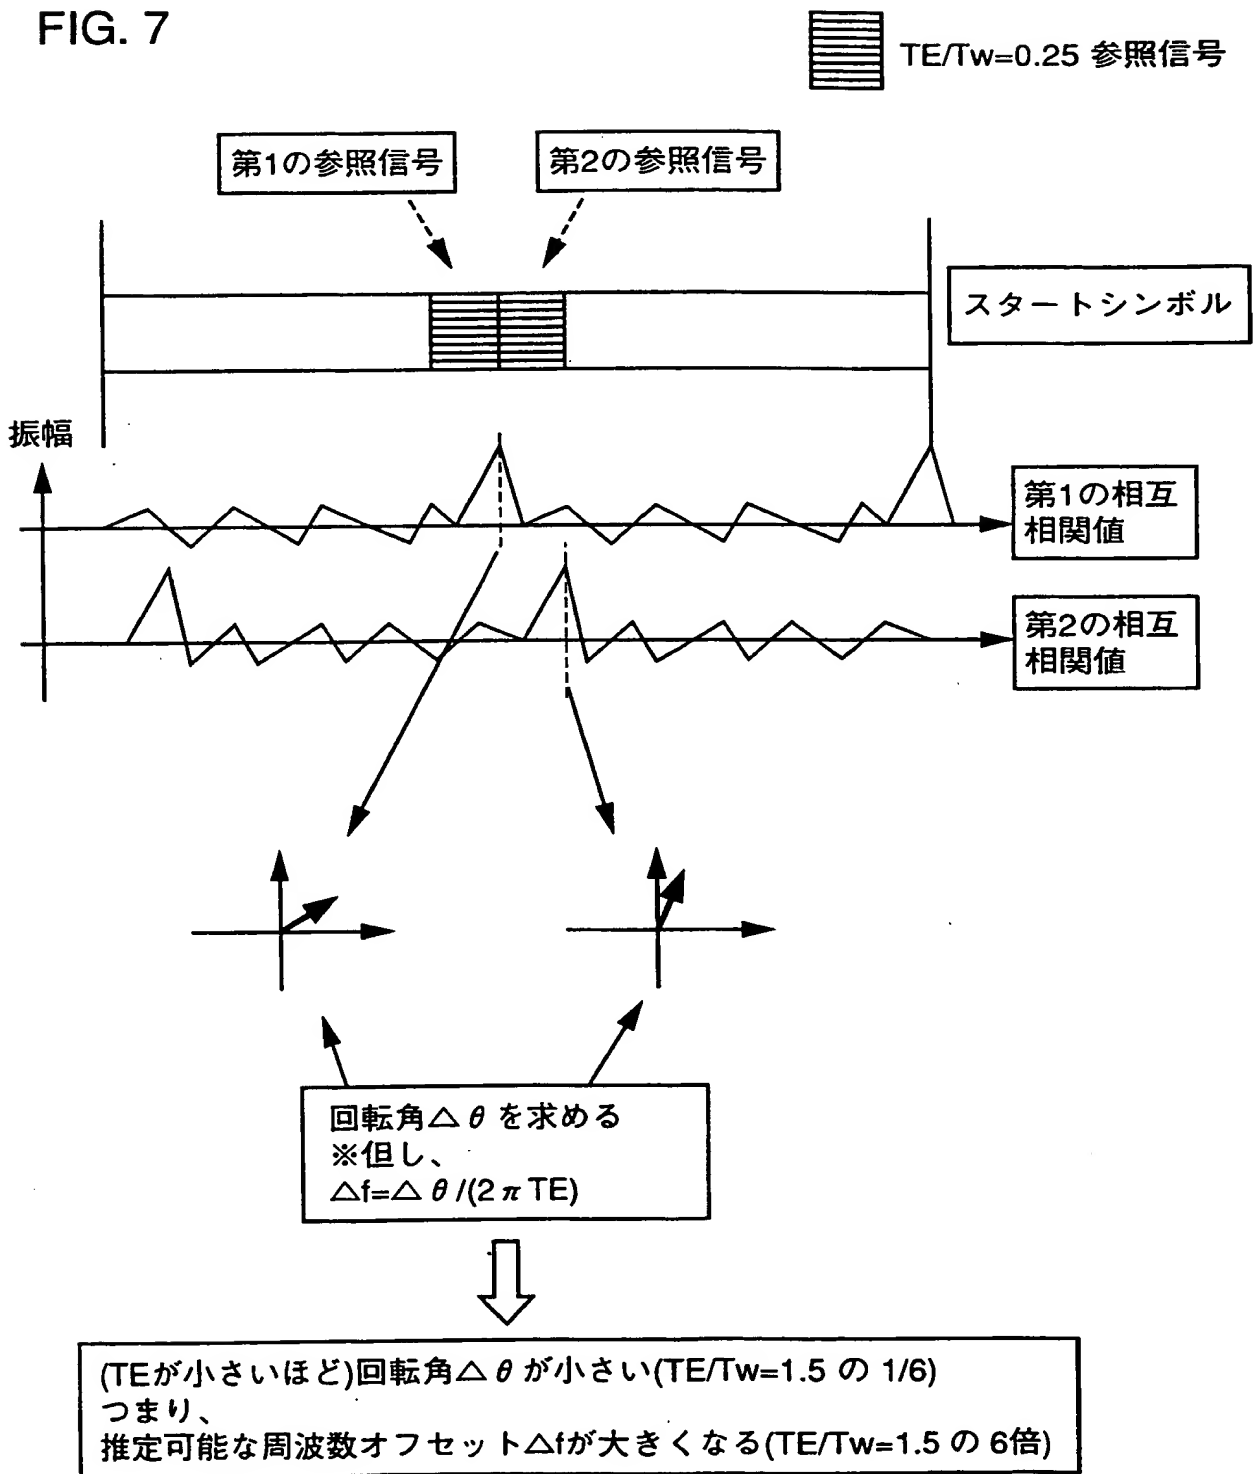 FIG. 7
TE/Tw=0.25 参照信号
第1の参照信号
第2の参照信号
スタートシンボル
振幅
第1の相互
相関値
第2の相互
相関値
回転角△θを求める
※但し、
△f=△θ/(2πTE)
(TEが小さいほど)回転角△θが小さい(TE/Tw=1.5 の 1/6)
つまり、
推定可能な周波数オフセット△fが大きくなる(TE/Tw=1.5 の 6倍)